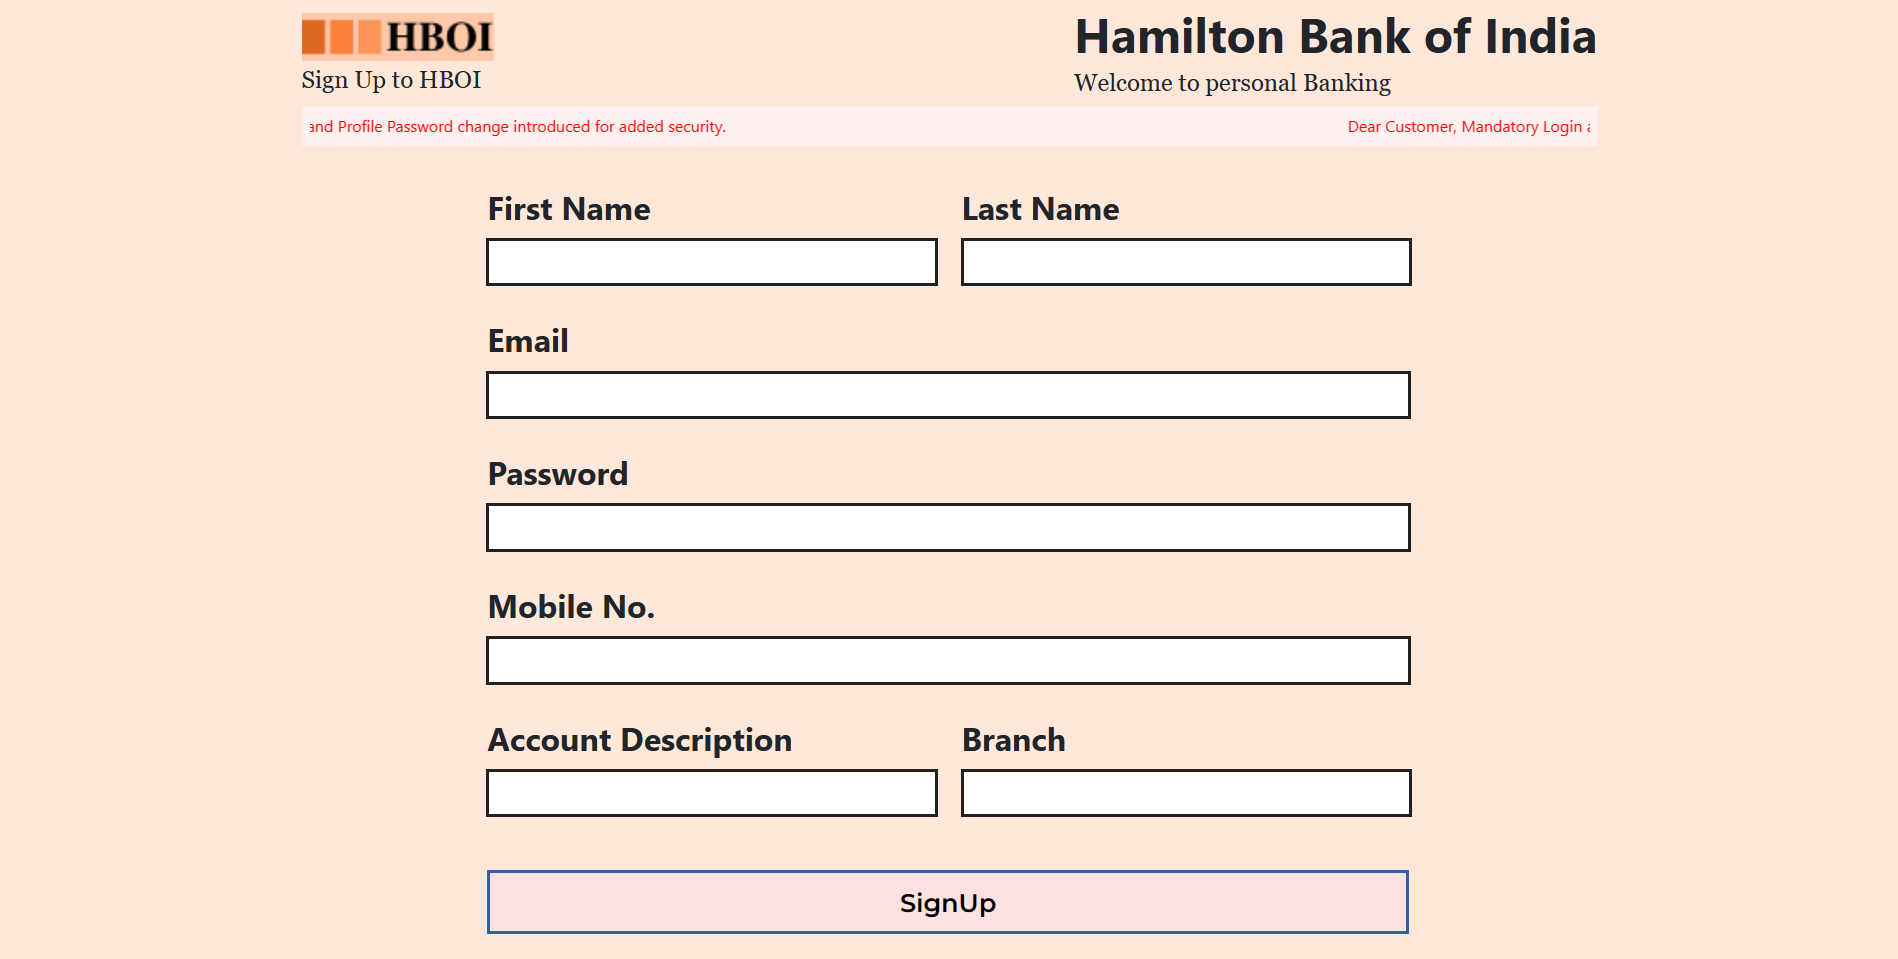 HBOI
Hamilton Bank of India
Sign Up to HBOI
Welcome to personal Banking
and Profile Password change introduced for added security.
Dear Customer, Mandatory Login
First Name
Last Name
Email
Password
Mobile No.
Account Description
Branch
SignUp